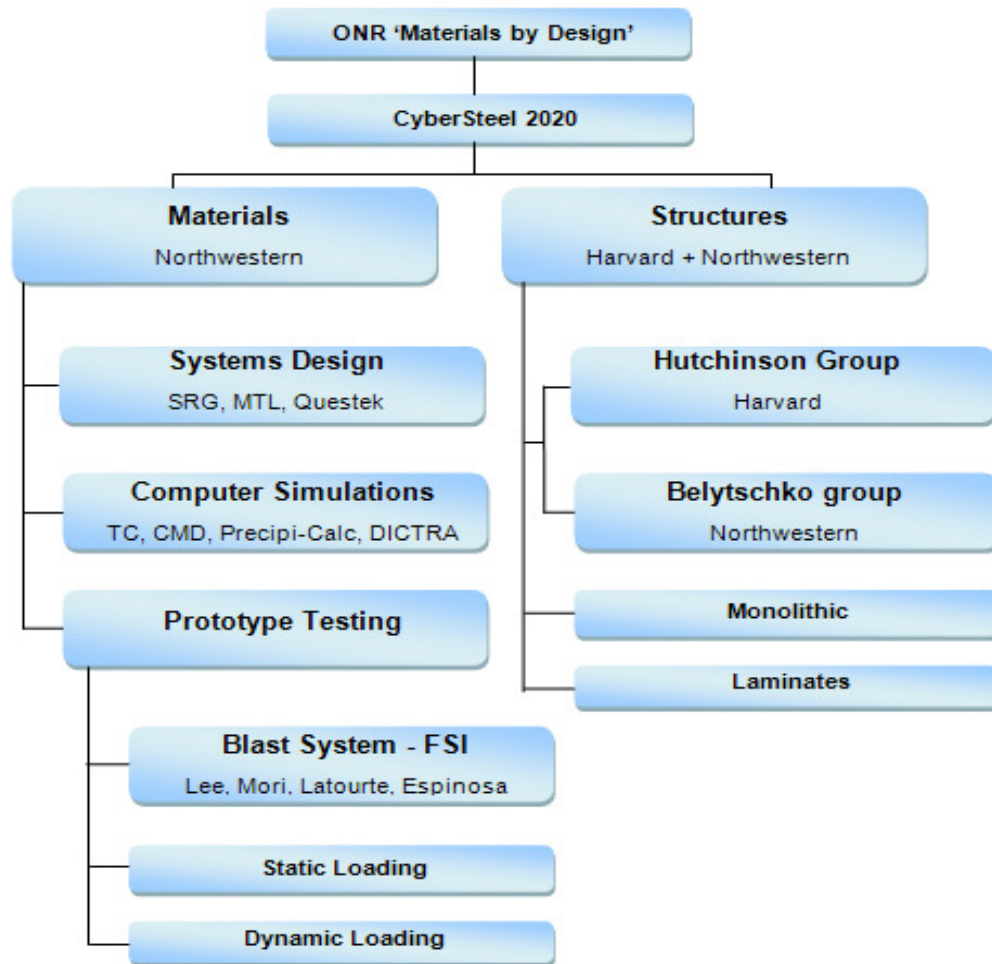 ONR ‘Materials by Design’
CyberSteel 2020
Materials
Northwestern
Structures
Harvard + Northwestern
Systems Design
SRG, MTL, Questek
Computer Simulations
TC, CMD, Precipi-Calc, DICTRA
Prototype Testing
Blast System - FSI
Lee, Mori, Latourte, Espinosa
Static Loading
Dynamic Loading
Hutchinson Group
Harvard
Belytschko group
Northwestern
Monolithic
Laminates